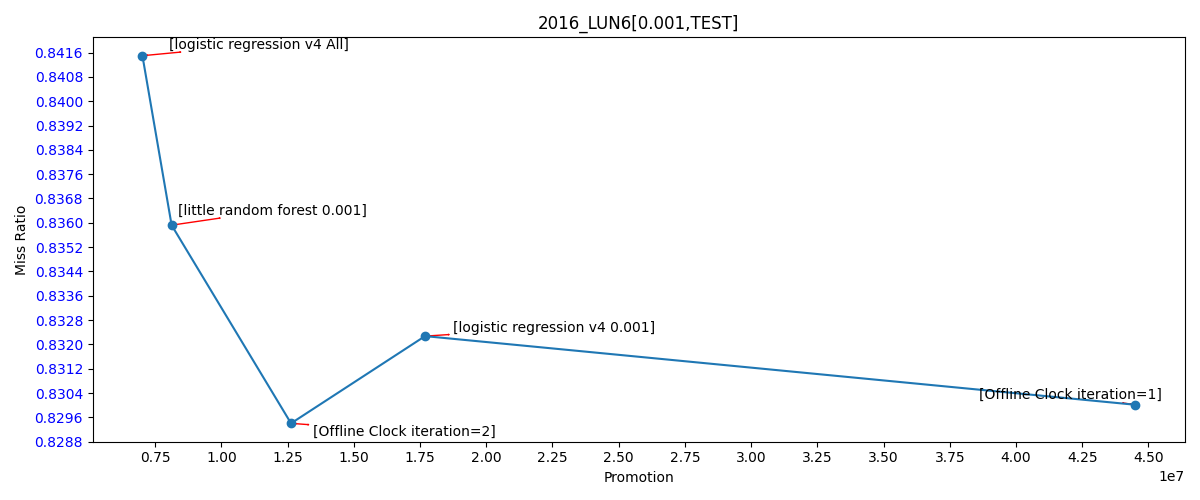 2016_LUN6[0.001,TEST]
[logistic regression v4 All]
0.8416
0.8408
0.8400
0.8392
0.8384
0.8376
0.8368
[little random forest 0.001]
0.8360
0.8352
0.8344
0.8336
0.8328
[logistic regression v4 0.001]
0.8320
0.8312
0.8304
[Offline Clock iteration=1]
0.8296
[Offline Clock iteration=2]
0.8288
Miss Ratio
0.75 1.00 1.25 1.50 1.75 2.00 2.25 2.50 2.75 3.00 3.25 3.50 3.75 4.00 4.25 4.50
1e7
Promotion